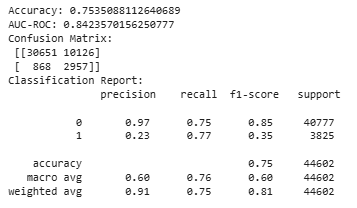 Accuracy: 0.7535088112640689
AUC-ROC: 0.8423570156250777
Confusion Matrix:
[[30651 10126]
[ 868 2957]]
Classification Report:
precision recall f1-score support
0 0.97 0.75 0.85 40777
1 0.23 0.77 0.35 3825
accuracy 0.75 44602
macro avg 0.60 0.76 0.60 44602
weighted avg 0.91 0.75 0.81 44602